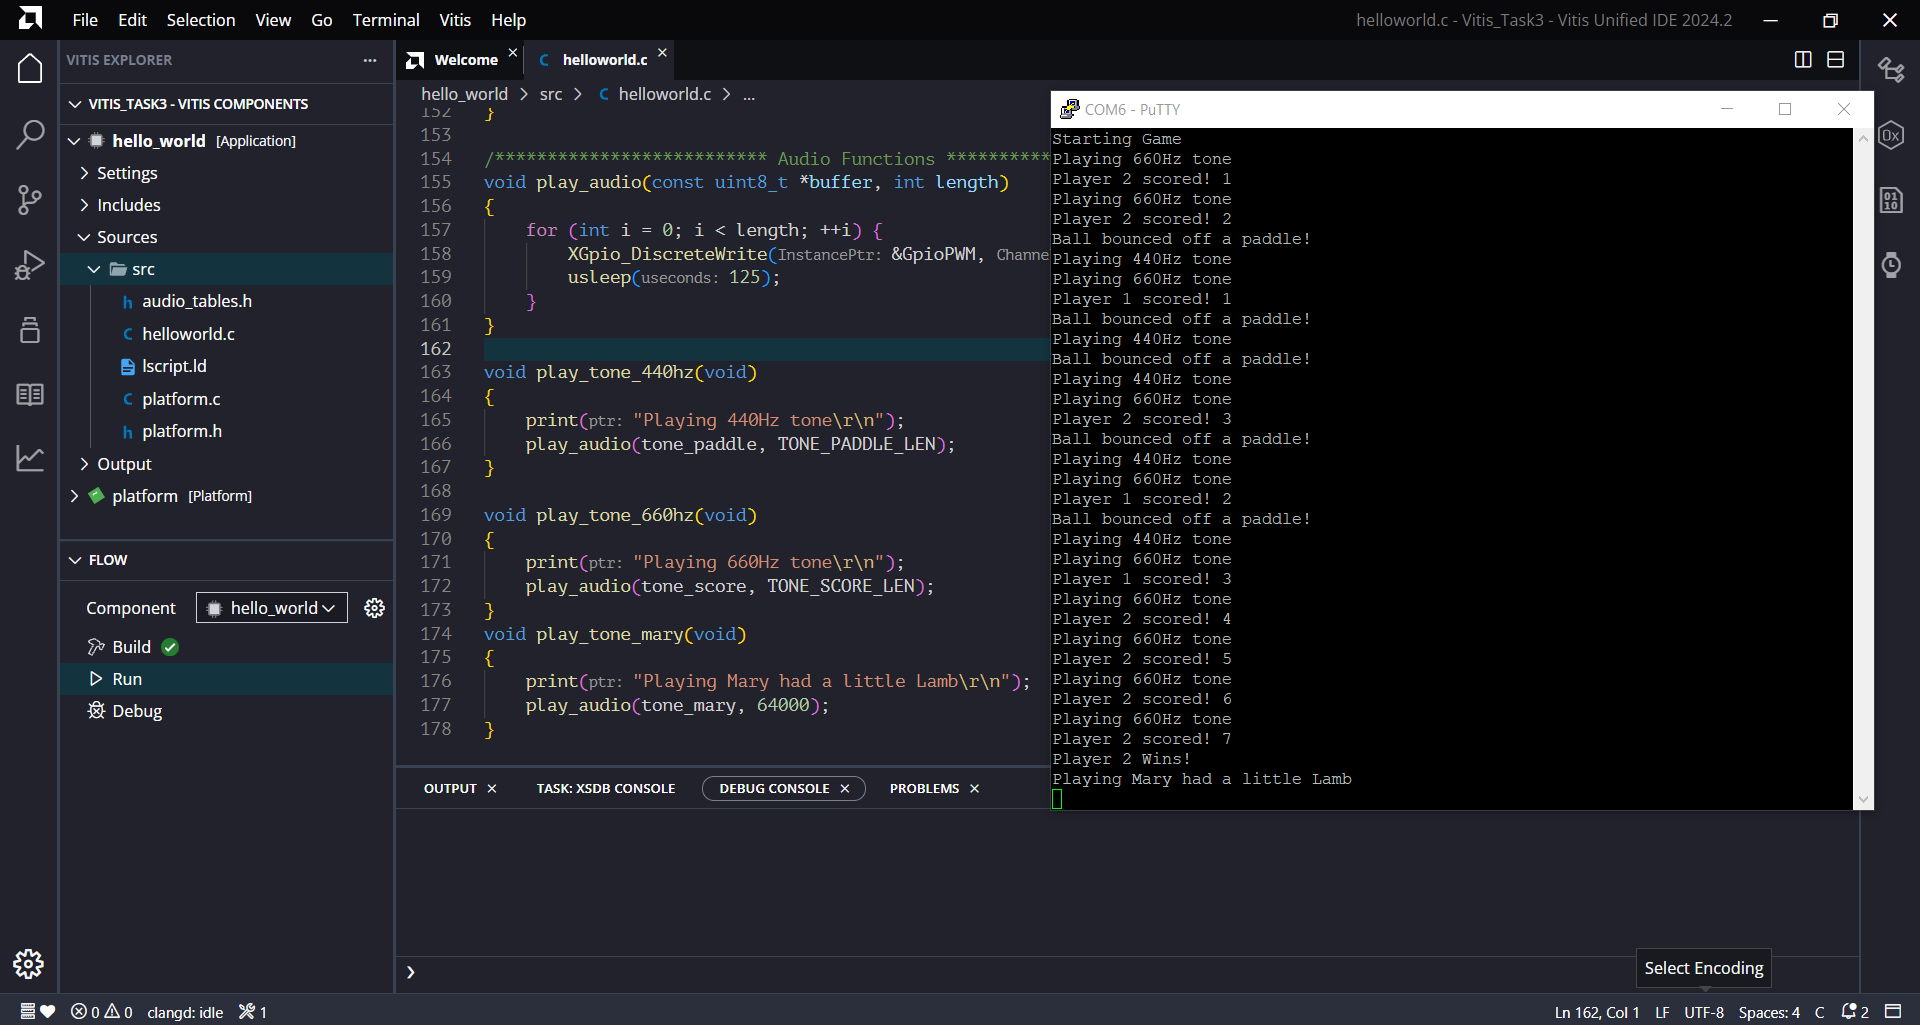 File Edit Selection View Go Terminal Vitis Help
helloworld.c - Vitis_Task3 - Vitis Unified IDE 2024.2
VITIS EXPLORER
VITIS_TASK3 - VITIS COMPONENTS
hello_world [Application]
Settings
Includes
Sources
src
h audio_tables.h
C helloworld.c
lscript.ld
C platform.c
h platform.h
Output
platform [Platform]
FLOW
Component hello_world
Build
Run
Debug
Welcome
C helloworld.c
hello_world > src > C helloworld.c > ...
152 }
153
154 /************************** Audio Functions **********
155 void play_audio(const uint8_t *buffer, int length)
156 {
157 for (int i = 0; i < length; ++i) {
158 XGpio_DiscreteWrite(InstancePtr: &GpioPWM, Channe
159 usleep(useconds: 125);
160 }
161 }
162
163 void play_tone_440hz(void)
164 {
165 print(ptr: "Playing 440Hz tone\r\n");
166 play_audio(tone_paddle, TONE_PADDLE_LEN);
167 }
168
169 void play_tone_660hz(void)
170 {
171 print(ptr: "Playing 660Hz tone\r\n");
172 play_audio(tone_score, TONE_SCORE_LEN);
173 }
174 void play_tone_mary(void)
175 {
176 print(ptr: "Playing Mary had a little Lamb\r\n");
177 play_audio(tone_mary, 64000);
178 }
COM6 - PuTTY
Starting Game
Playing 660Hz tone
Player 2 scored! 1
Playing 660Hz tone
Player 2 scored! 2
Ball bounced off a paddle!
Playing 440Hz tone
Playing 660Hz tone
Player 1 scored! 1
Ball bounced off a paddle!
Playing 440Hz tone
Ball bounced off a paddle!
Playing 440Hz tone
Playing 660Hz tone
Player 2 scored! 3
Ball bounced off a paddle!
Playing 440Hz tone
Playing 660Hz tone
Player 1 scored! 2
Ball bounced off a paddle!
Playing 440Hz tone
Playing 660Hz tone
Player 1 scored! 3
Playing 660Hz tone
Player 2 scored! 4
Playing 660Hz tone
Player 2 scored! 5
Playing 660Hz tone
Player 2 scored! 6
Playing 660Hz tone
Player 2 scored! 7
Player 2 Wins!
Playing Mary had a little Lamb
0x
01
10
OUTPUT TASK: XSDB CONSOLE DEBUG CONSOLE PROBLEMS
Select Encoding
0 0 clangd: idle 1
Ln 162, Col 1 LF UTF-8 Spaces: 4 C 2